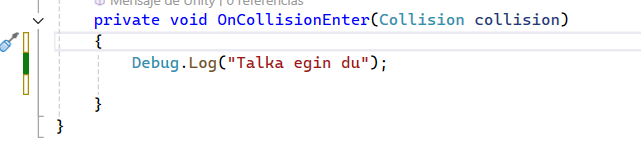 Mensaje de Unity | 0 referencias
private void OnCollisionEnter(Collision collision)
{
Debug.Log("Talka egin du");
}
}